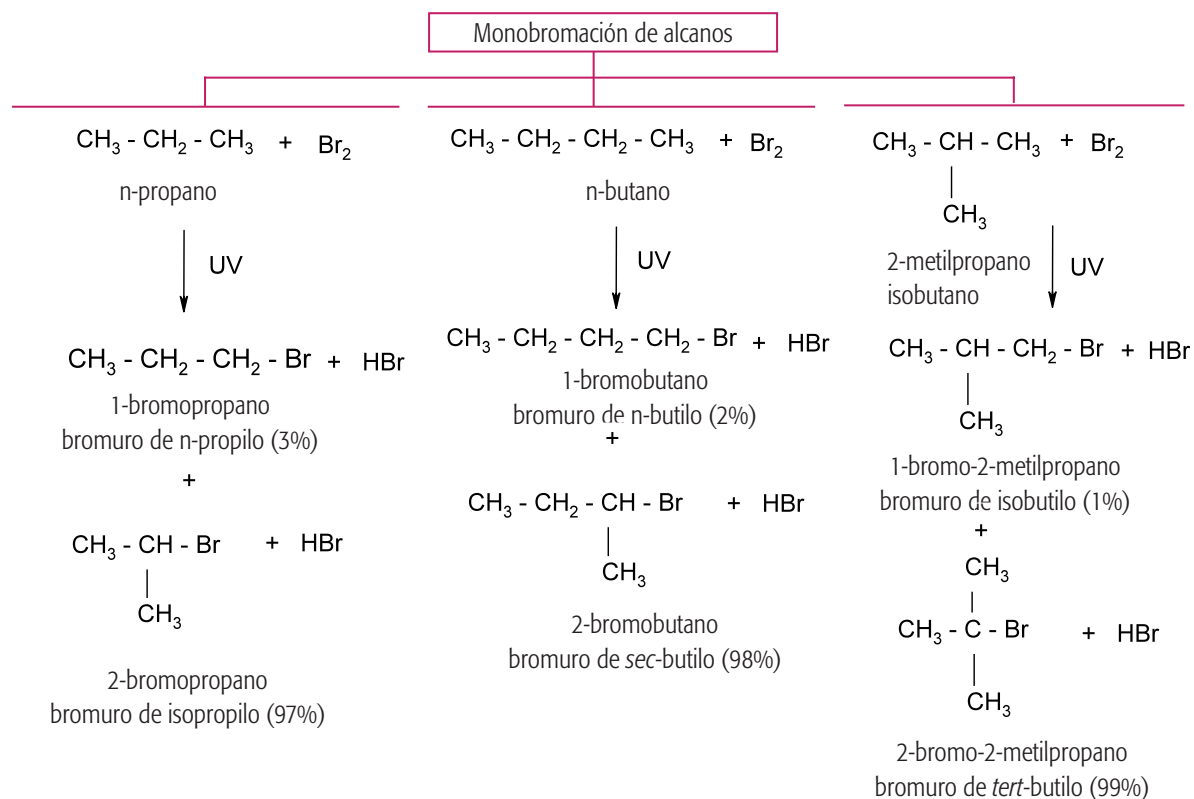 Monobromación de alcanos
CH3 - CH2 - CH3 + Br2
n-propano
UV
CH3 - CH2 - CH2 - Br + HBr
1-bromopropano
bromuro de n-propilo (3%)
+
CH3 - CH - Br + HBr
CH3
2-bromopropano
bromuro de isopropilo (97%)
CH3 - CH2 - CH2 - CH3 + Br2
n-butano
UV
CH3 - CH2 - CH2 - CH2 - Br + HBr
1-bromobutano
bromuro de n-butilo (2%)
+
CH3 - CH2 - CH - Br + HBr
CH3
2-bromobutano
bromuro de sec-butilo (98%)
CH3 - CH - CH3 + Br2
CH3
2-metilpropano
isobutano
UV
CH3 - CH - CH2 - Br + HBr
CH3
1-bromo-2-metilpropano
bromuro de isobutilo (1%)
+
CH3
CH3 - C - Br + HBr
CH3
2-bromo-2-metilpropano
bromuro de tert-butilo (99%)